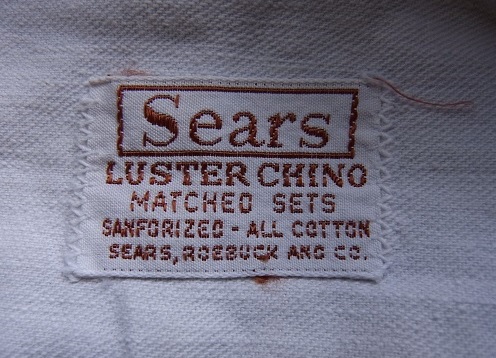 Sears
LUSTER CHINO
MATCHED SETS
SANFORIZED - ALL COTTON
SEARS, ROEBUCK AND CO.